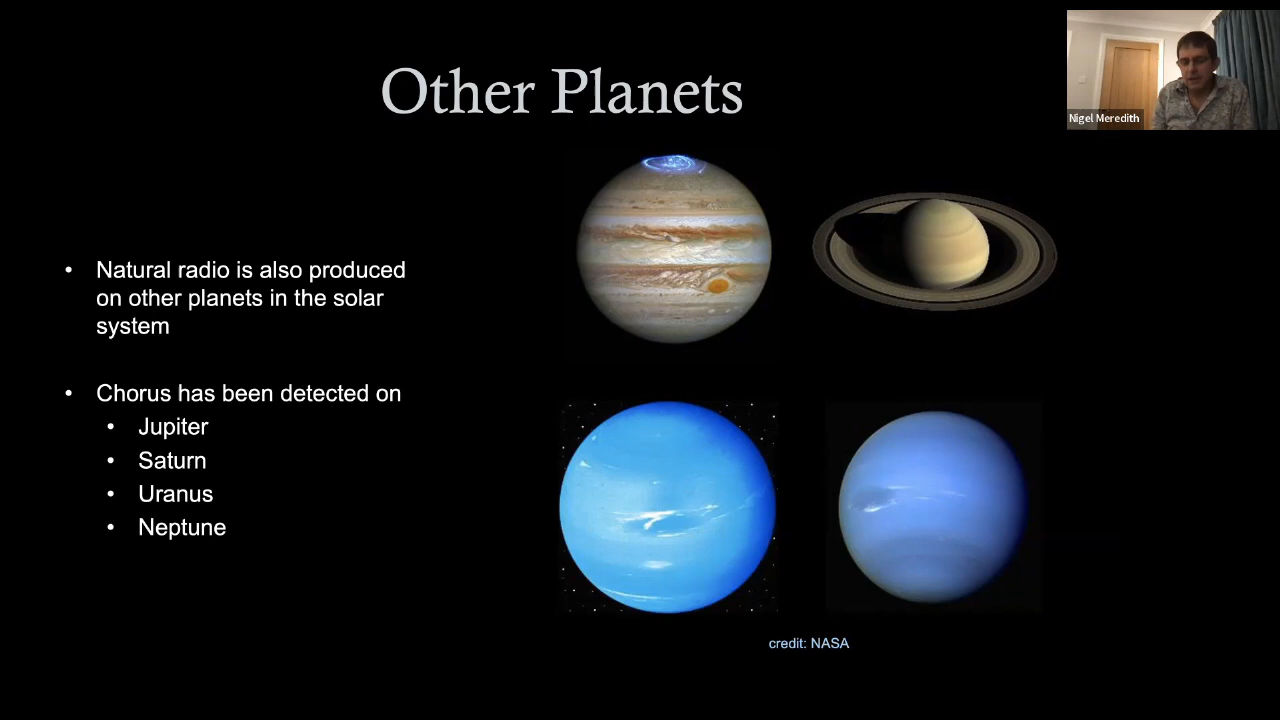 Other Planets
Nigel Meredith
• Natural radio is also produced
on other planets in the solar
system
• Chorus has been detected on
• Jupiter
• Saturn
• Uranus
• Neptune
credit: NASA